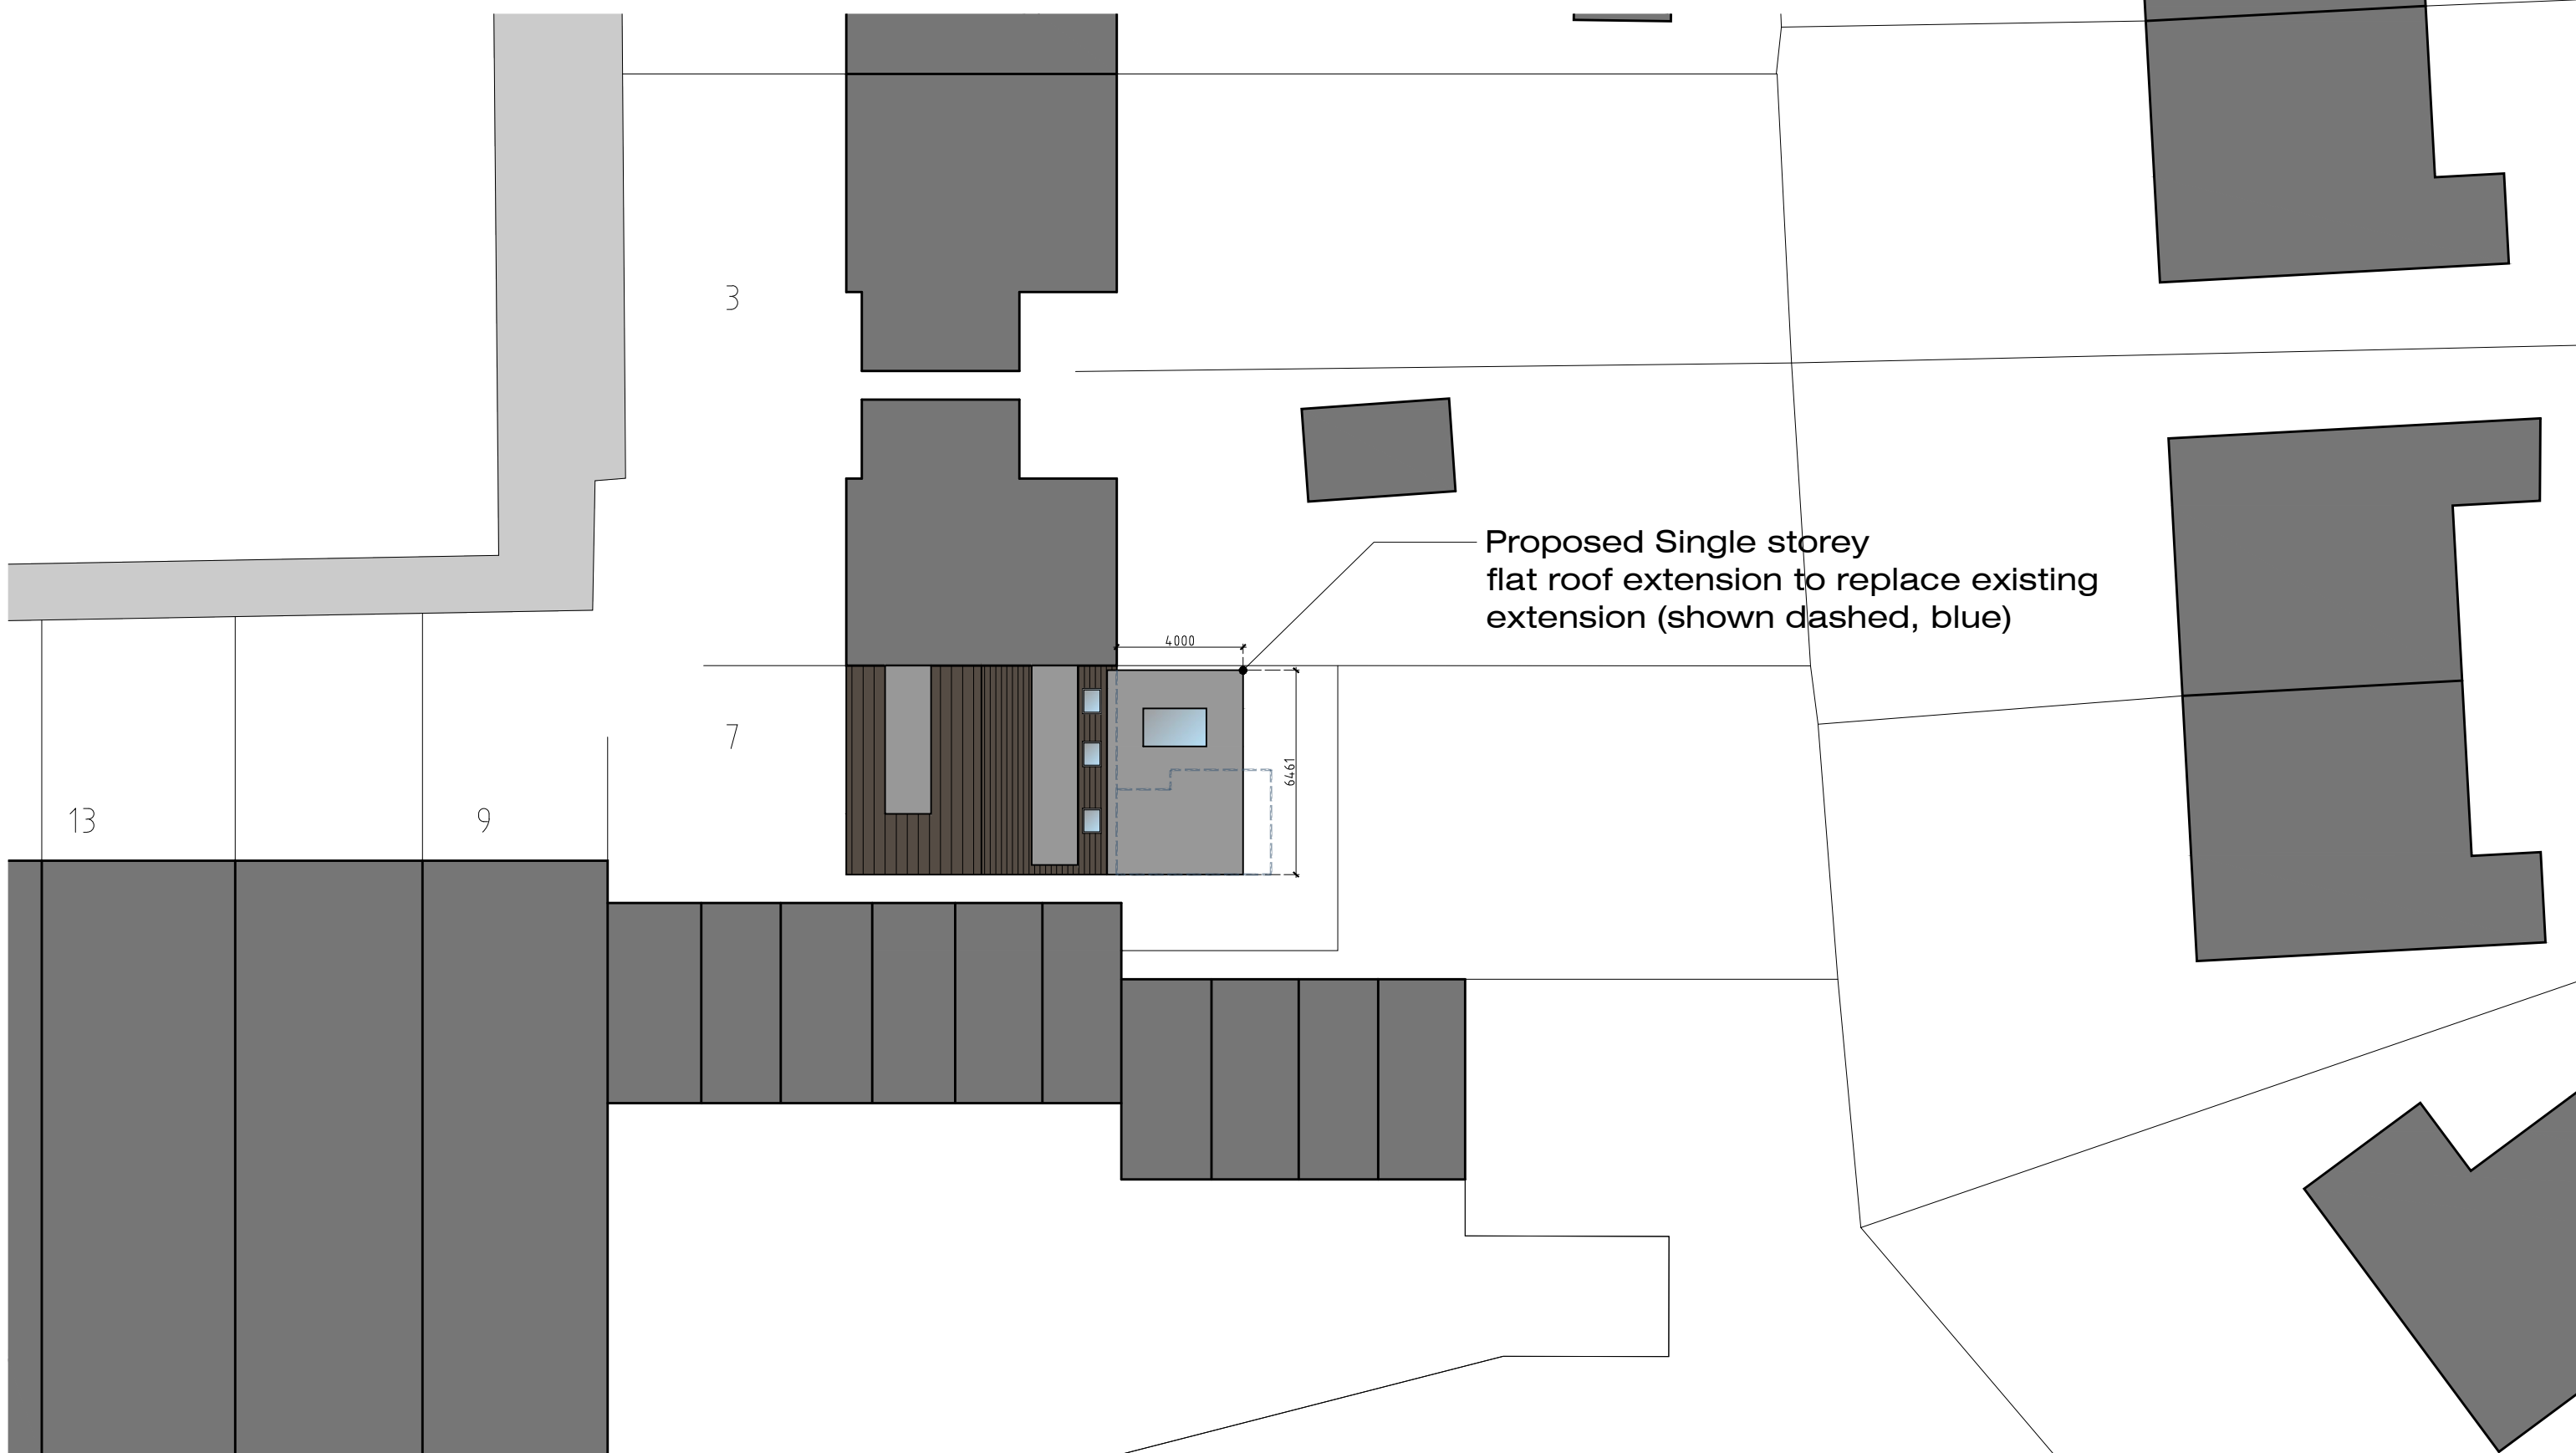 3
Proposed Single storey
flat roof extension to replace existing
extension (shown dashed, blue)
4000
7
6461
13
9